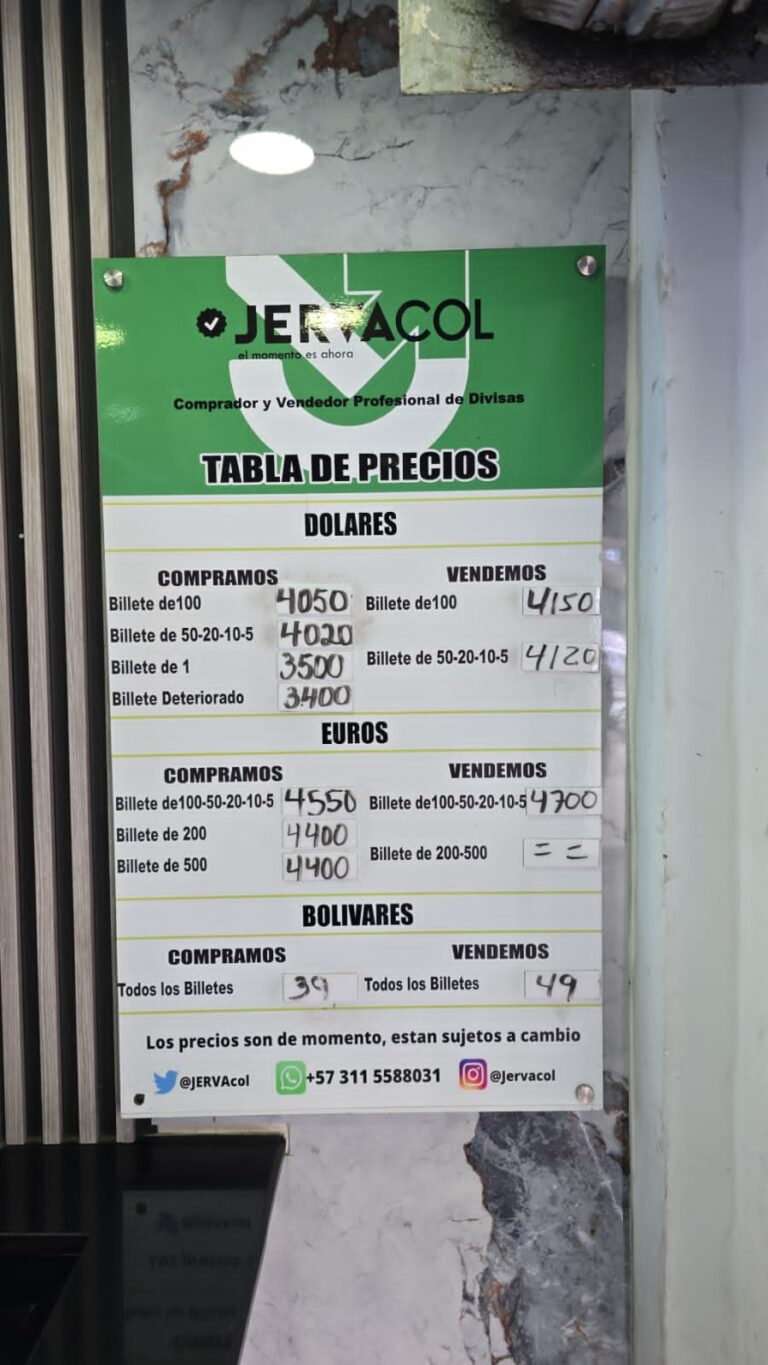 JERVACOL
el momento es ahora
Comprador y Vendedor Profesional de Divisas
TABLA DE PRECIOS
DOLARES
COMPRAMOS VENDEMOS
Billete de100 4050 Billete de100 4150
Billete de 50-20-10-5 4020
Billete de 50-20-10-5 4120
Billete de 1 3500
Billete Deteriorado 3400
EUROS
COMPRAMOS VENDEMOS
Billete de100-50-20-10-5 4550 Billete de100-50-20-10-5 4700
Billete de 200 4400
Billete de 200-500 = =
Billete de 500 4400
BOLIVARES
COMPRAMOS VENDEMOS
Todos los Billetes 39 Todos los Billetes 49
Los precios son de momento, estan sujetos a cambio
@JERVAcol +57 311 5588031 @Jervacol